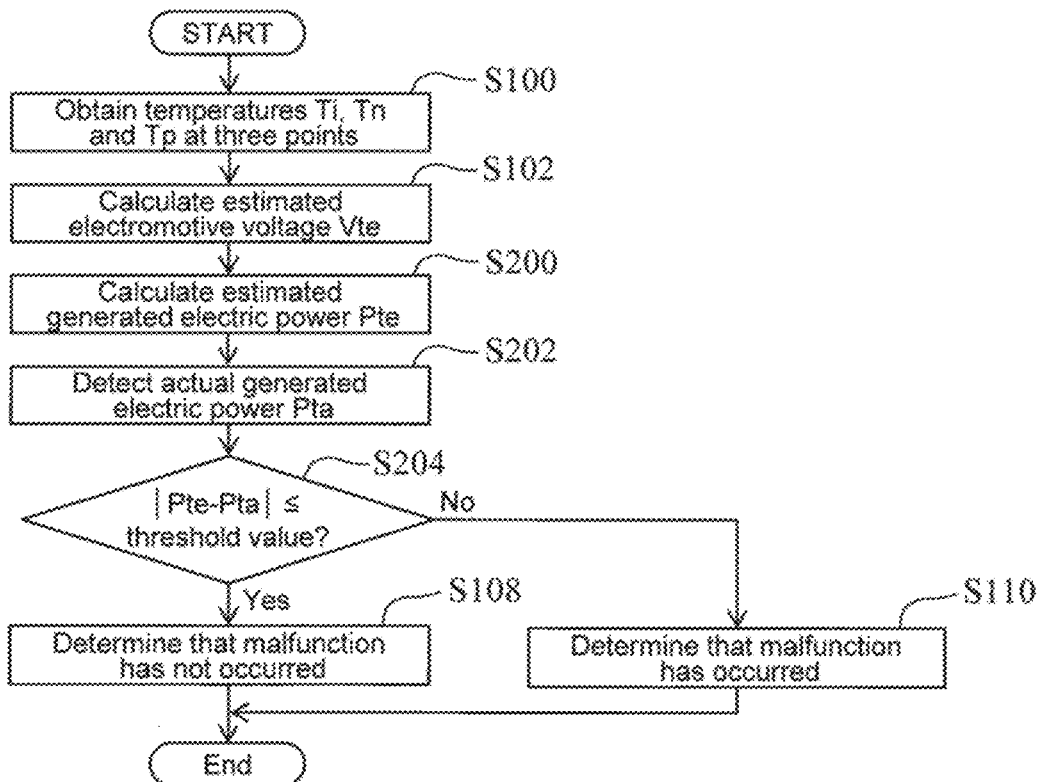 START
S100
Obtain temperatures Ti, Tn
and Tp at three points
S102
Calculate estimated
electromotive voltage Vte
S200
Calculate estimated
generated electric power Pte
S202
Detect actual generated
electric power Pta
S204
|Pte-Pta| ≤
threshold value?
No
Yes
S108
Determine that malfunction
has not occurred
S110
Determine that malfunction
has occurred
End